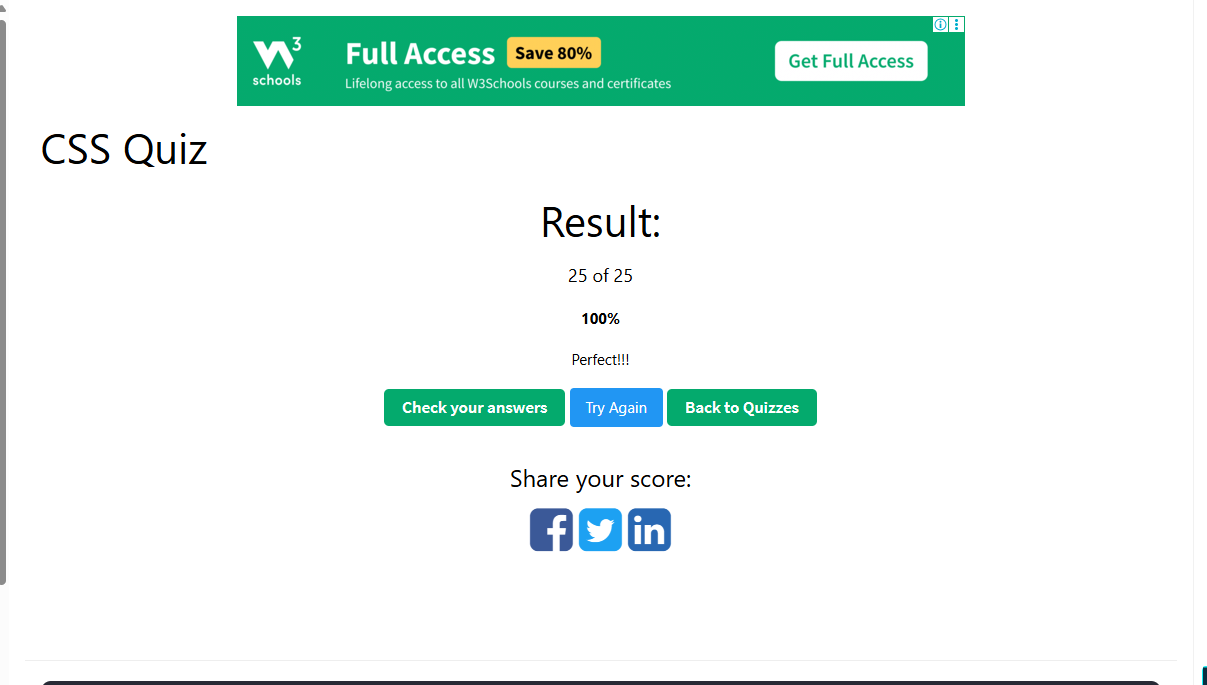 W3 schools
Full Access Save 80%
Lifelong access to all W3Schools courses and certificates
Get Full Access
CSS Quiz
Result:
25 of 25
100%
Perfect!!!
Check your answers Try Again Back to Quizzes
Share your score: